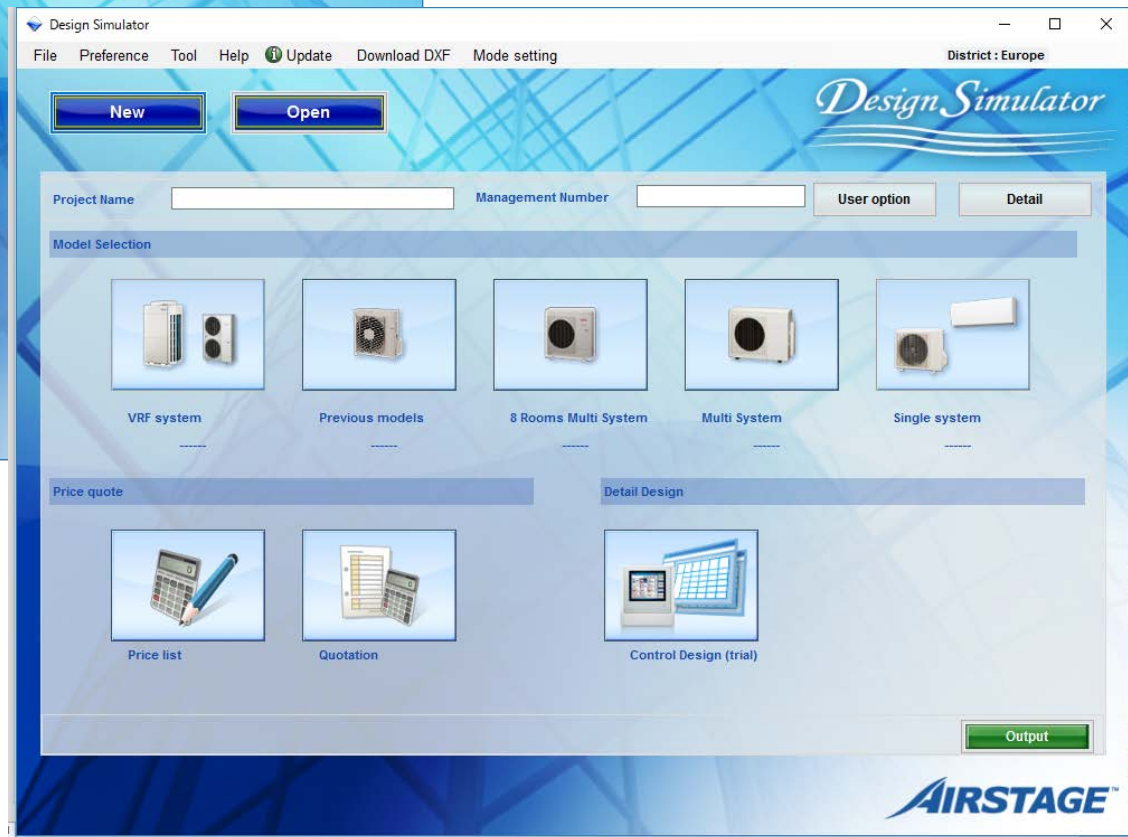 Design Simulator
File Preference Tool Help Update Download DXF Mode setting District : Europe
New Open Design Simulator
Project Name Management Number User option Detail
Model Selection
VRF system Previous models 8 Rooms Multi System Multi System Single system
------ ------ ------ ------ ------
Price quote Detail Design
Price list Quotation Control Design (trial)
Output
AIRSTAGE™